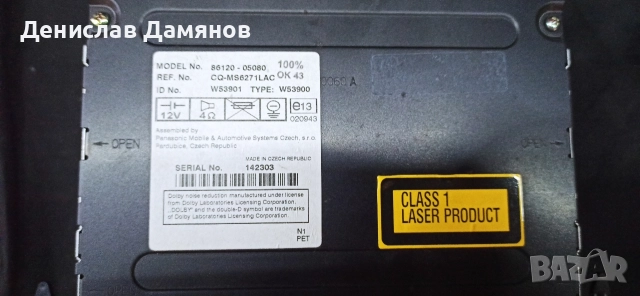 Денислав Дамянов
MODEL No. 86120 - 05080 100%
REF. No. CQ-MS6271LAC OK 43
ID No. W53901 TYPE: W53900
12V 4Ω e13
020943
Assembled by
Panasonic Mobile & Automotive Systems Czech, s.r.o.
Pardubice, Czech Republic
MADE IN CZECH REPUBLIC
SERIAL No. 142303
Dolby noise reduction manufactured under license
from Dolby Laboratories Licensing Corporation.
„DOLBY" and the double-D symbol are trademarks
of Dolby Laboratories Licensing Corporation.
N1
PET
OPEN
OPEN
CLASS 1
LASER PRODUCT
BAZAR